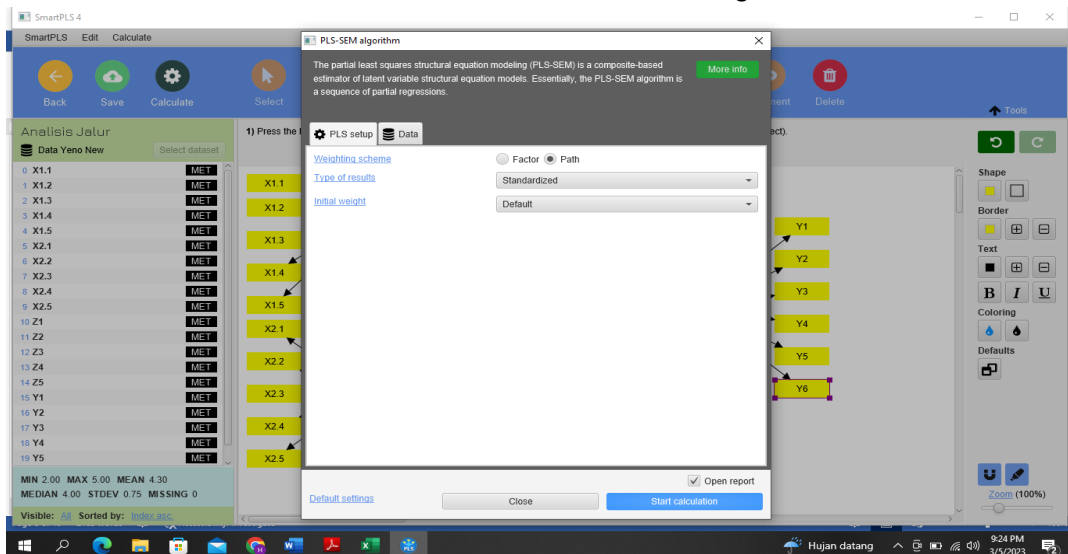 SmartPLS 4
SmartPLS Edit Calculate
Back
Save
Calculate
Select
Delete
Tools
Analisis Jalur
Data Yeno New
Select dataset
0 X1.1 MET
1 X1.2 MET
2 X1.3 MET
3 X1.4 MET
4 X1.5 MET
5 X2.1 MET
6 X2.2 MET
7 X2.3 MET
8 X2.4 MET
9 X2.5 MET
10 Z1 MET
11 Z2 MET
12 Z3 MET
13 Z4 MET
14 Z5 MET
15 Y1 MET
16 Y2 MET
17 Y3 MET
18 Y4 MET
19 Y5 MET
MIN 2.00 MAX 5.00 MEAN 4.30
MEDIAN 4.00 STDEV 0.75 MISSING 0
Visible: All Sorted by: Index asc.
1) Press the
ect).
X1.1
X1.2
X1.3
X1.4
X1.5
X2.1
X2.2
X2.3
X2.4
X2.5
PLS-SEM algorithm
The partial least squares structural equation modeling (PLS-SEM) is a composite-based
estimator of latent variable structural equation models. Essentially, the PLS-SEM algorithm is
a sequence of partial regressions.
More info
PLS setup
Data
Weighting scheme
Factor Path
Type of results
Standardized
Initial weight
Default
Open report
Default settings
Close
Start calculation
Y1
Y2
Y3
Y4
Y5
Y6
Shape
Border
Text
B I U
Coloring
Defaults
Zoom (100%)
Hujan datang
9:24 PM
3/5/2023
2